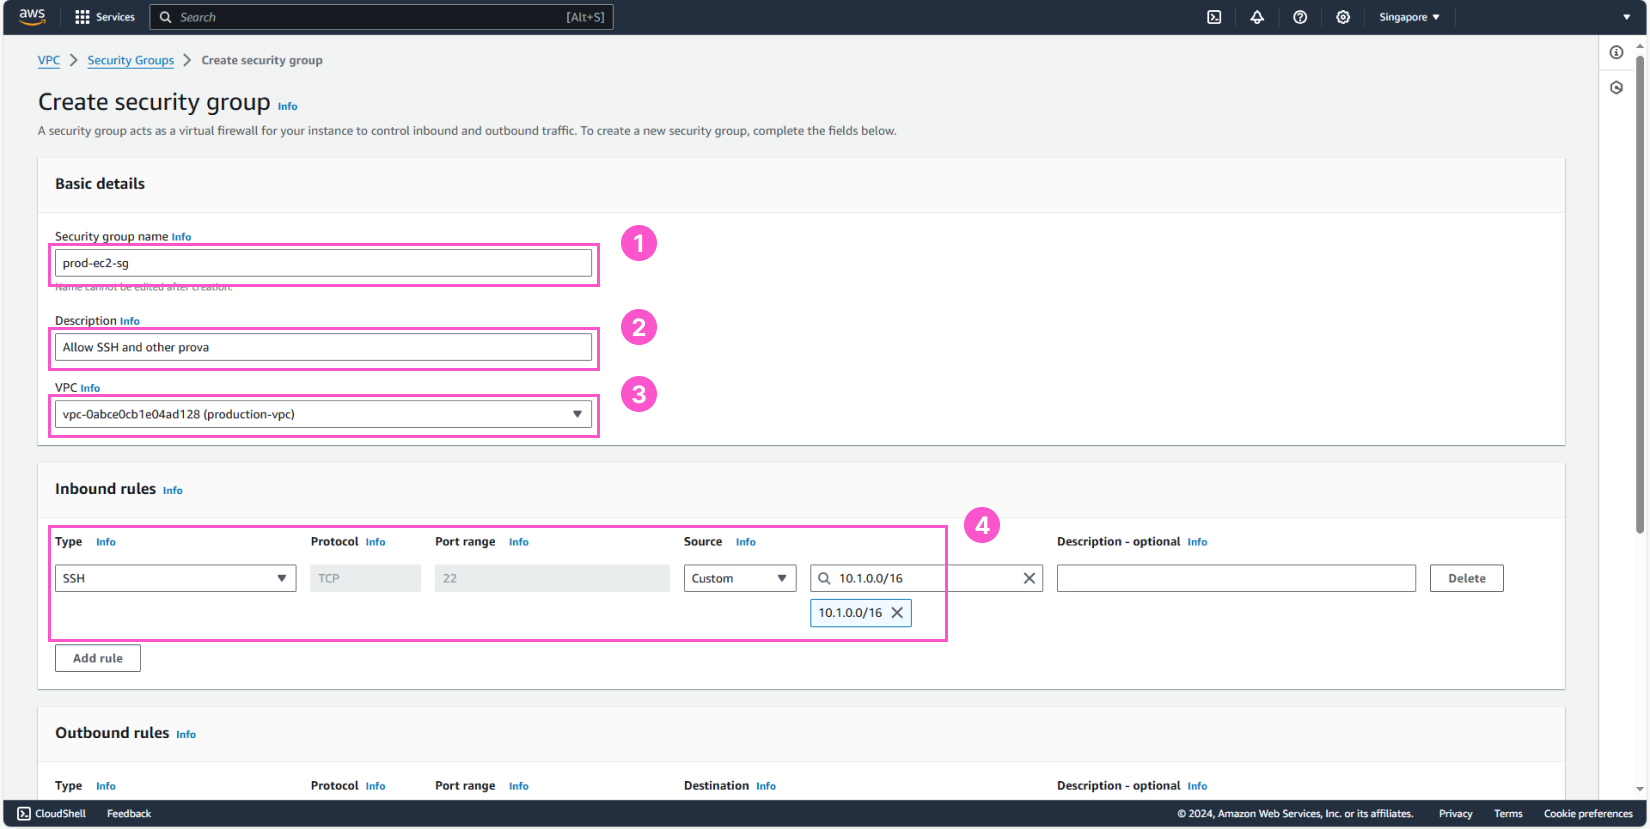 aws Services Search [Alt+S] Singapore
VPC Security Groups Create security group
Create security group Info
A security group acts as a virtual firewall for your instance to control inbound and outbound traffic. To create a new security group, complete the fields below.
Basic details
Security group name Info
1
prod-ec2-sg
Name cannot be edited after creation.
Description Info
2
Allow SSH and other prova
VPC Info
3
vpc-0abce0cb1e04ad128 (production-vpc)
Inbound rules Info
4
Type Info Protocol Info Port range Info Source Info Description - optional Info
SSH TCP 22 Custom 10.1.0.0/16 Delete
10.1.0.0/16
Add rule
Outbound rules Info
Type Info Protocol Info Port range Info Destination Info Description - optional Info
CloudShell Feedback © 2024, Amazon Web Services, Inc. or its affiliates. Privacy Terms Cookie preferences